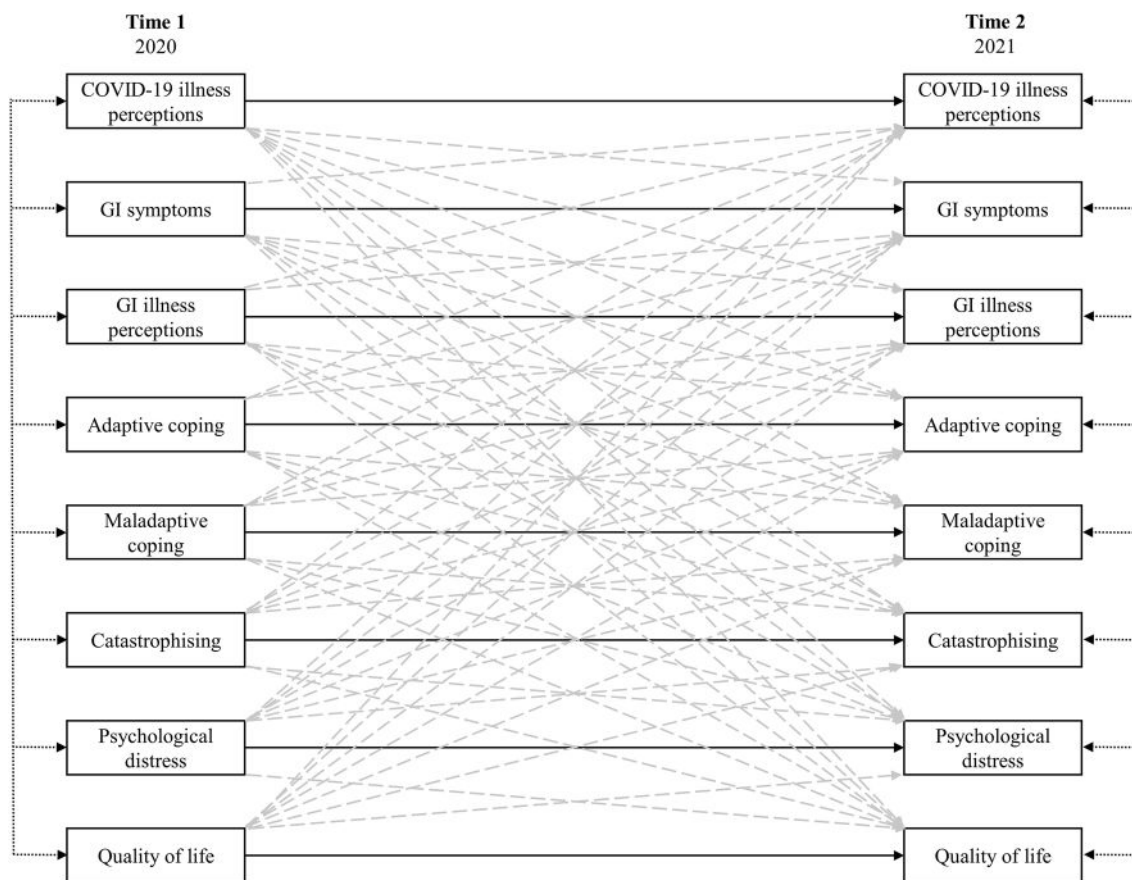 Time 1
2020
Time 2
2021
COVID-19 illness
perceptions
COVID-19 illness
perceptions
GI symptoms
GI symptoms
GI illness
perceptions
GI illness
perceptions
Adaptive coping
Adaptive coping
Maladaptive
coping
Maladaptive
coping
Catastrophising
Catastrophising
Psychological
distress
Psychological
distress
Quality of life
Quality of life